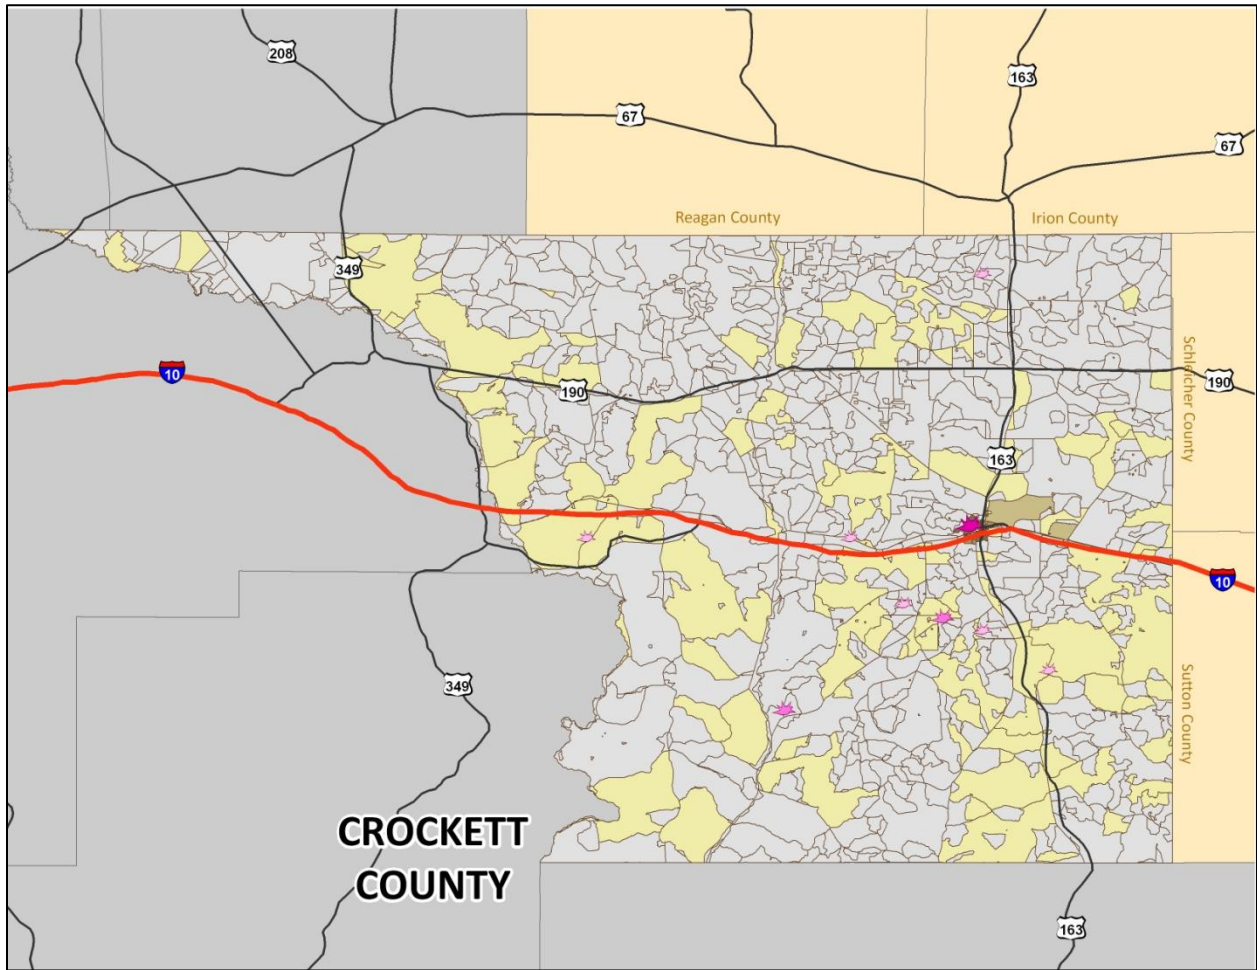 208
163
67
67
Reagan County
Irion County
349
Schleicher County
10
190
190
163
10
349
Sutton County
CROCKETT
COUNTY
163